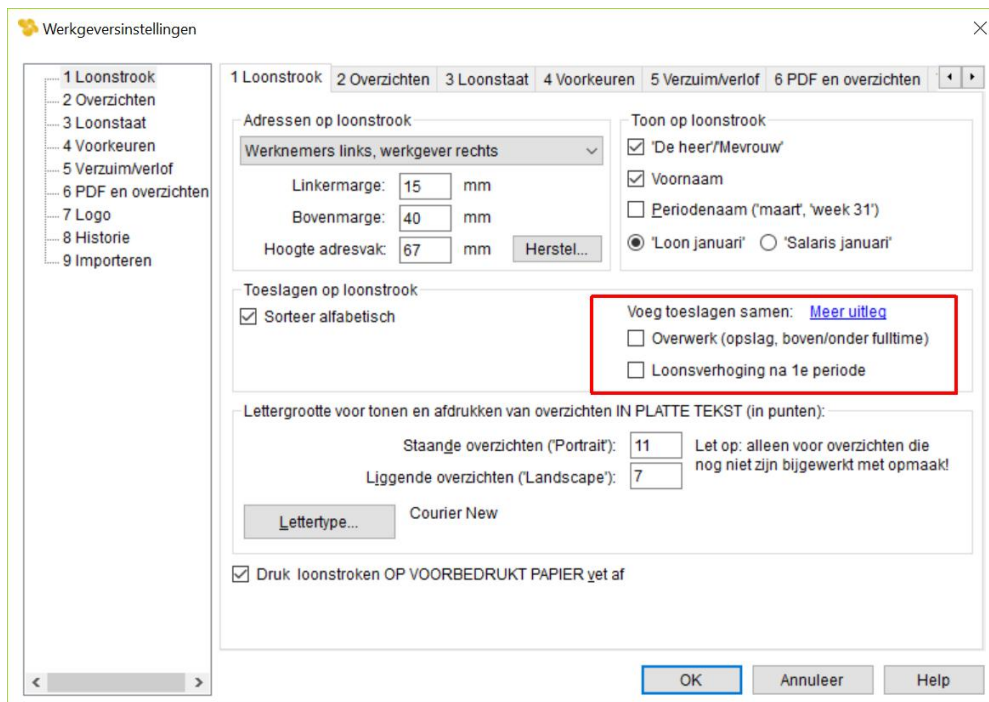 Werkgeversinstellingen
1 Loonstrook
2 Overzichten
3 Loonstaat
4 Voorkeuren
5 Verzuim/verlof
6 PDF en overzichten
7 Logo
8 Historie
9 Importeren
1 Loonstrook 2 Overzichten 3 Loonstaat 4 Voorkeuren 5 Verzuim/verlof 6 PDF en overzichten
Adressen op loonstrook
Werknemers links, werkgever rechts
Linkermarge: 15 mm
Bovenmarge: 40 mm
Hoogte adresvak: 67 mm Herstel...
Toon op loonstrook
'De heer'/'Mevrouw'
Voornaam
Periodenaam ('maart', 'week 31')
'Loon januari' 'Salaris januari'
Toeslagen op loonstrook
Sorteer alfabetisch
Voeg toeslagen samen: Meer uitleg
Overwerk (opslag, boven/onder fulltime)
Loonsverhoging na 1e periode
Lettergrootte voor tonen en afdrukken van overzichten IN PLATTE TEKST (in punten):
Staande overzichten ('Portrait'): 11
Liggende overzichten ('Landscape'): 7
Let op: alleen voor overzichten die
nog niet zijn bijgewerkt met opmaak!
Lettertype... Courier New
Druk loonstroken OP VOORBEDRUKT PAPIER vet af
OK Annuleer Help